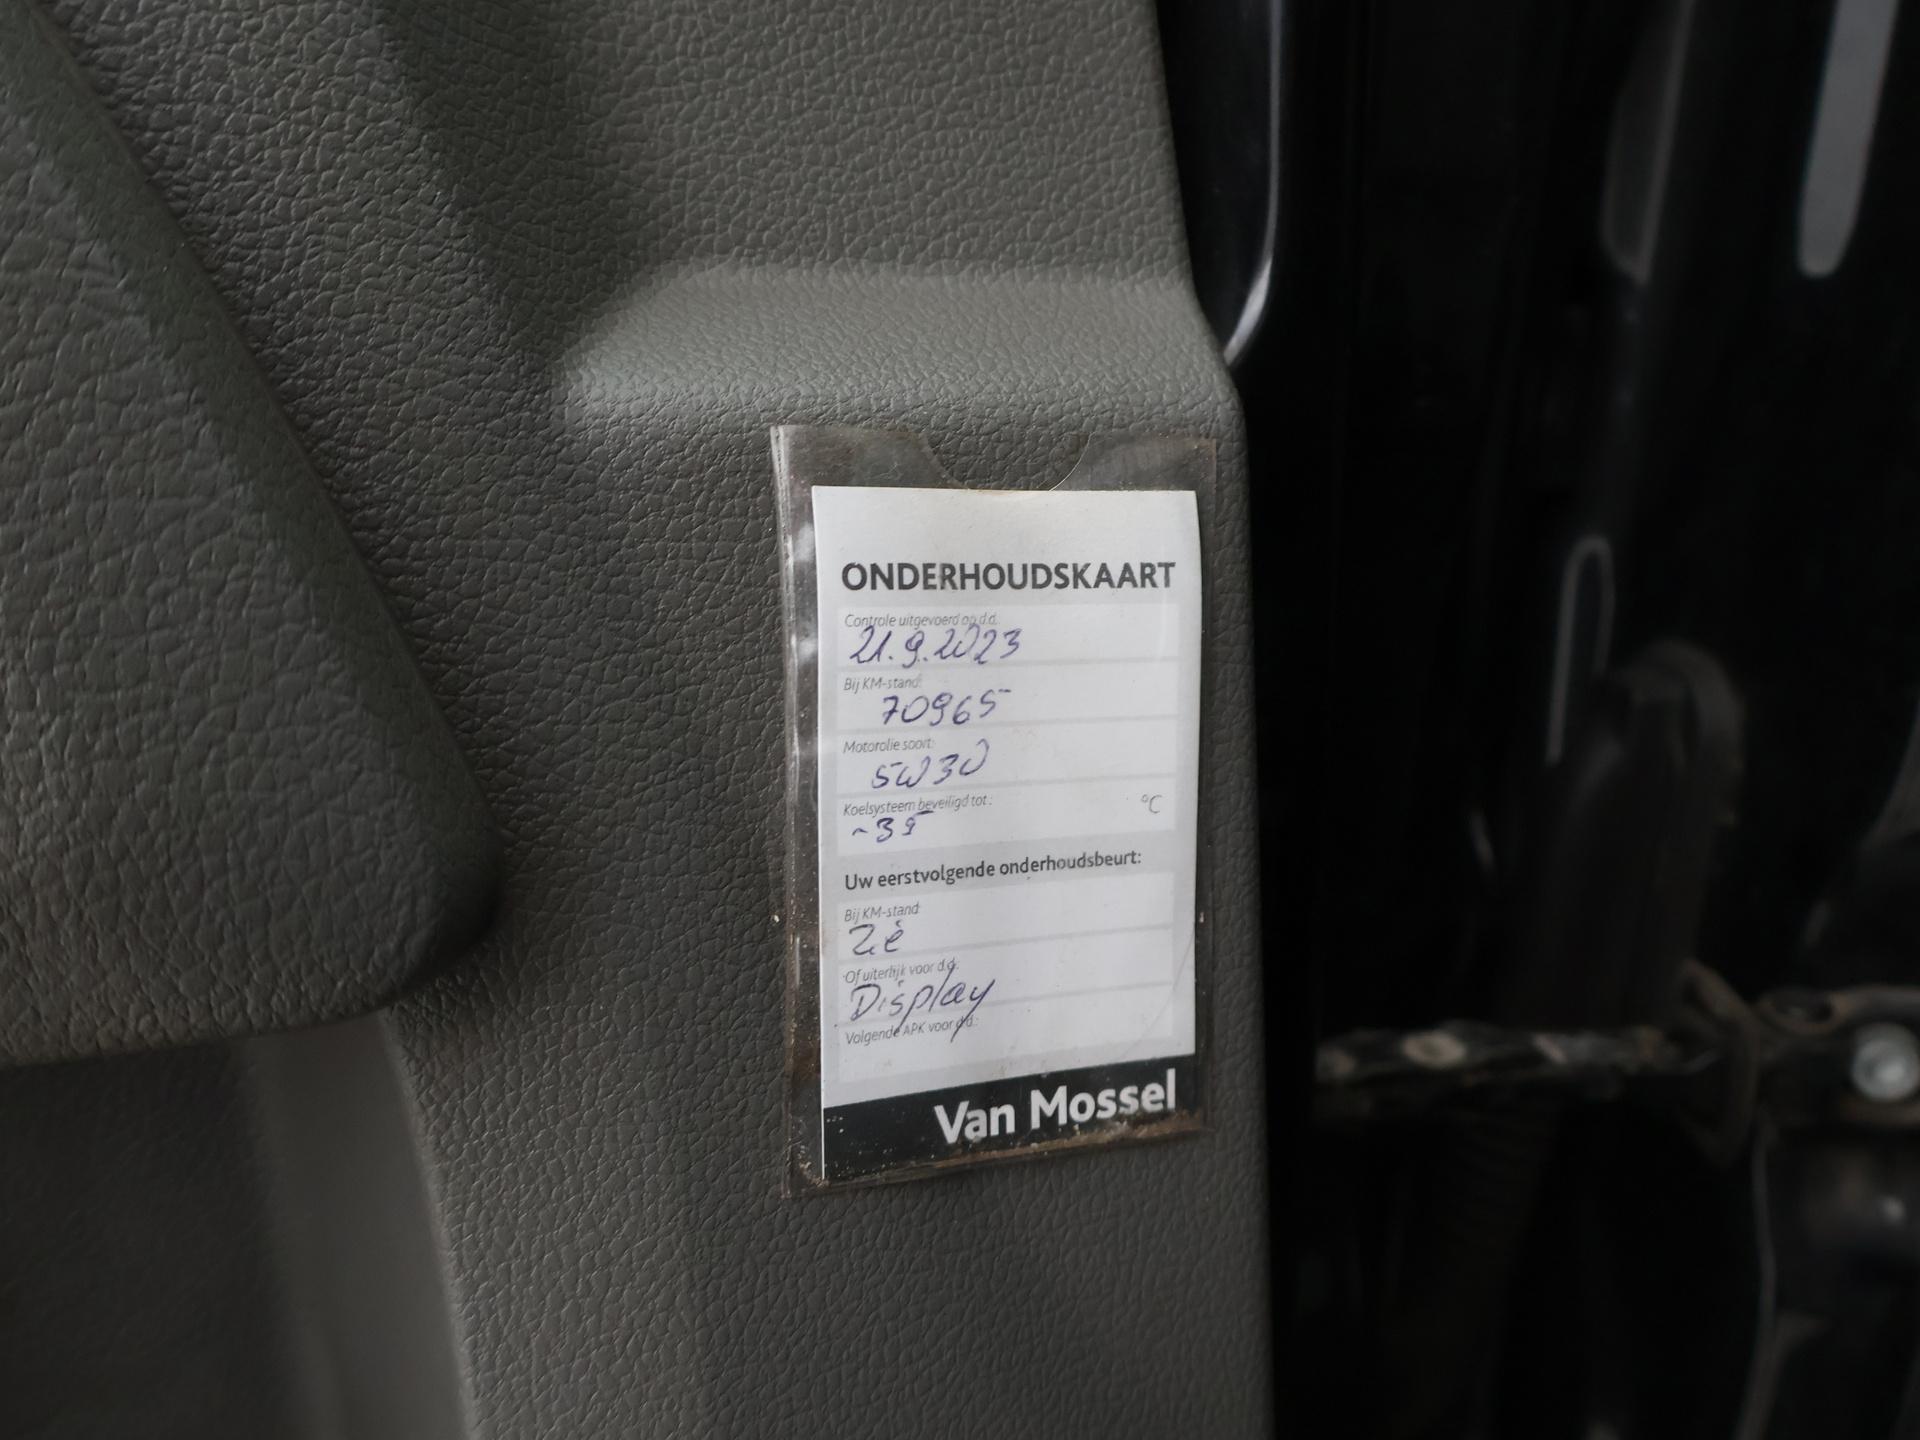 ONDERHOUDSKAART
Controle uitgevoerd op d.d.:
21.9.2023
Bij KM-stand:
70965
Motorolie soort:
5W30
Koelsysteem beveiligd tot: °C
Uw eerstvolgende onderhoudsbeurt:
Bij KM-stand:
Zie
Of uiterlijk voor d.d.:
Display
Volgende APK voor d.d.:
Van Mossel